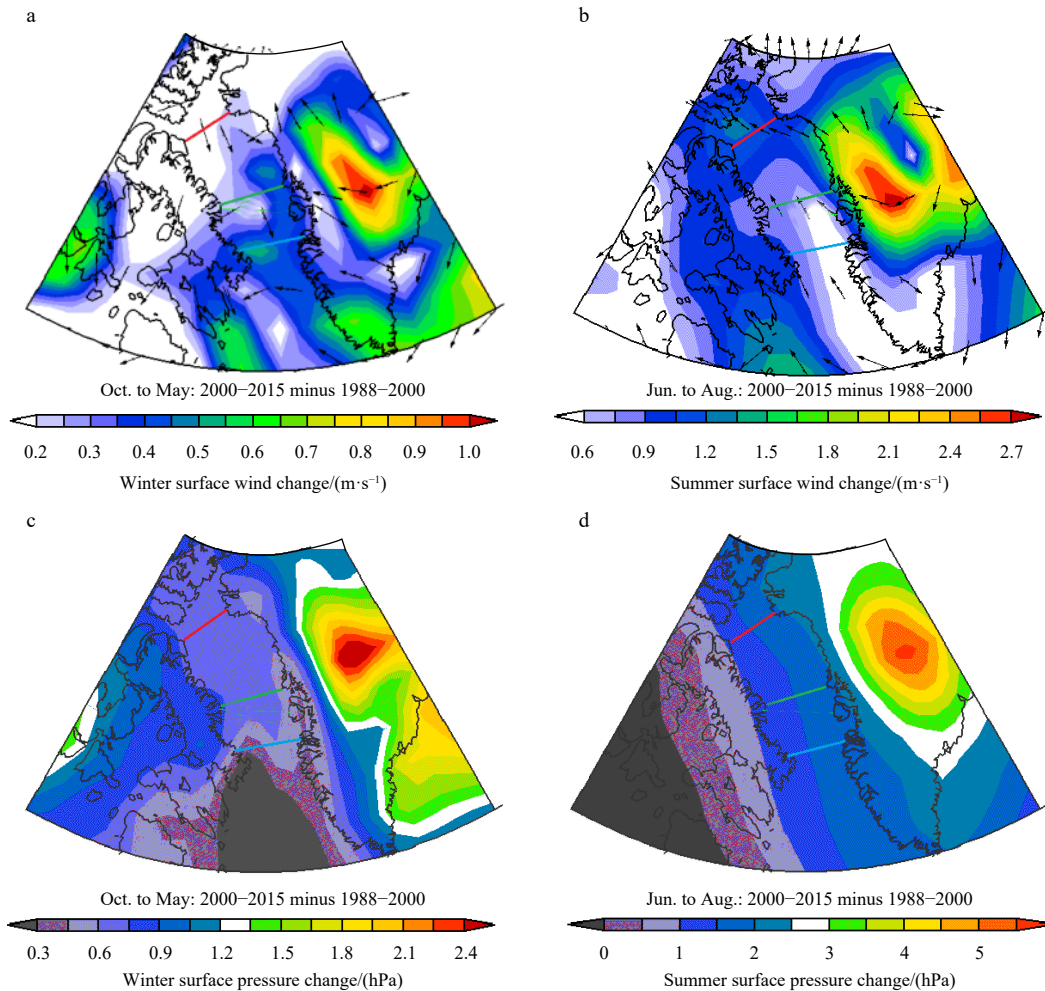 a
b
Oct. to May: 2000−2015 minus 1988−2000
Jun. to Aug.: 2000−2015 minus 1988−2000
0.2 0.3 0.4 0.5 0.6 0.7 0.8 0.9 1.0
0.6 0.9 1.2 1.5 1.8 2.1 2.4 2.7
Winter surface wind change/(m·s⁻¹)
Summer surface wind change/(m·s⁻¹)
c
d
Oct. to May: 2000−2015 minus 1988−2000
Jun. to Aug.: 2000−2015 minus 1988−2000
0.3 0.6 0.9 1.2 1.5 1.8 2.1 2.4
0 1 2 3 4 5
Winter surface pressure change/(hPa)
Summer surface pressure change/(hPa)